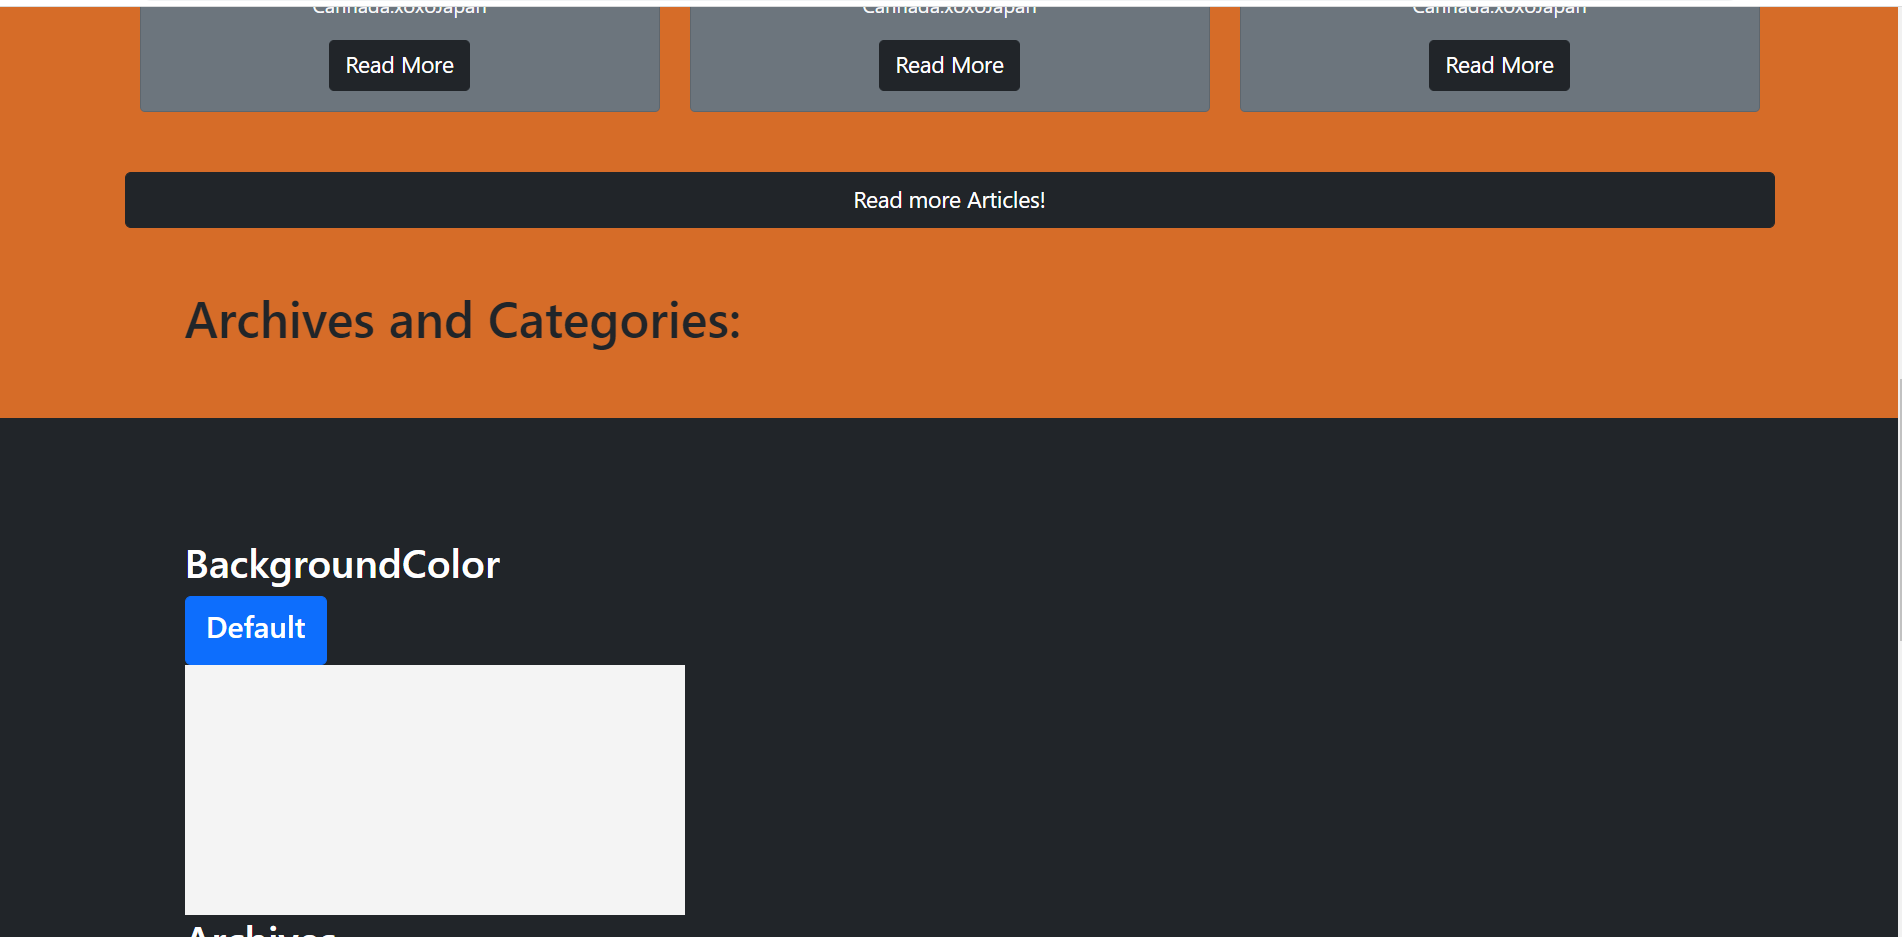 Cannada.xoxoJapan Cannada.xoxoJapan Cannada.xoxoJapan
Read More Read More Read More
Read more Articles!
Archives and Categories:
BackgroundColor
Default
Archives